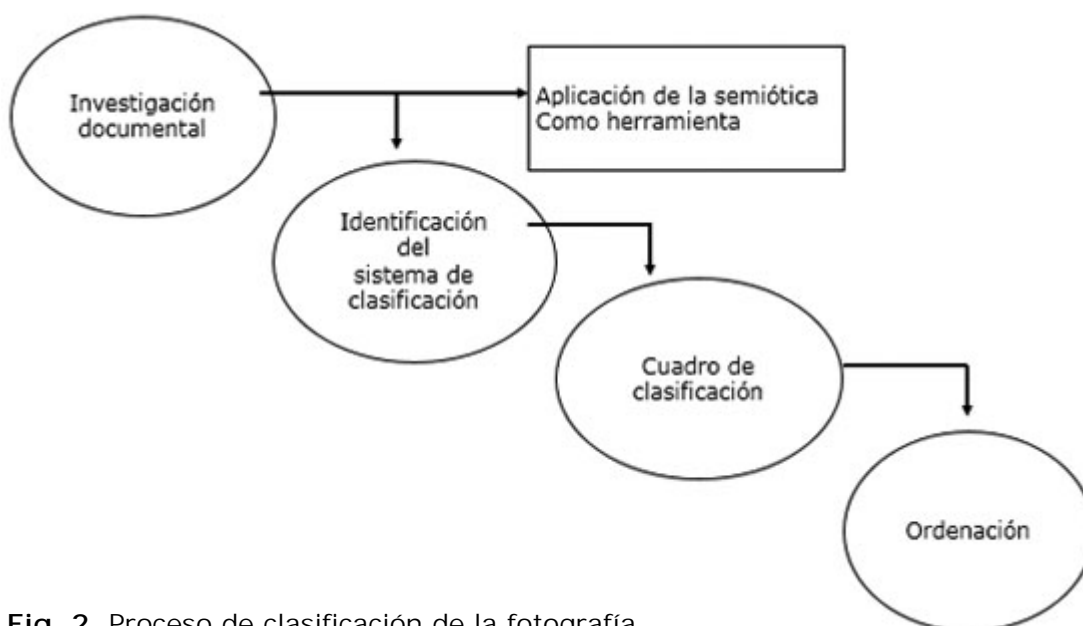 Investigación
documental
Aplicación de la semiótica
Como herramienta
Identificación
del
sistema de
clasificación
Cuadro de
clasificación
Ordenación
Fig. 2. Proceso de clasificación de la fotografía